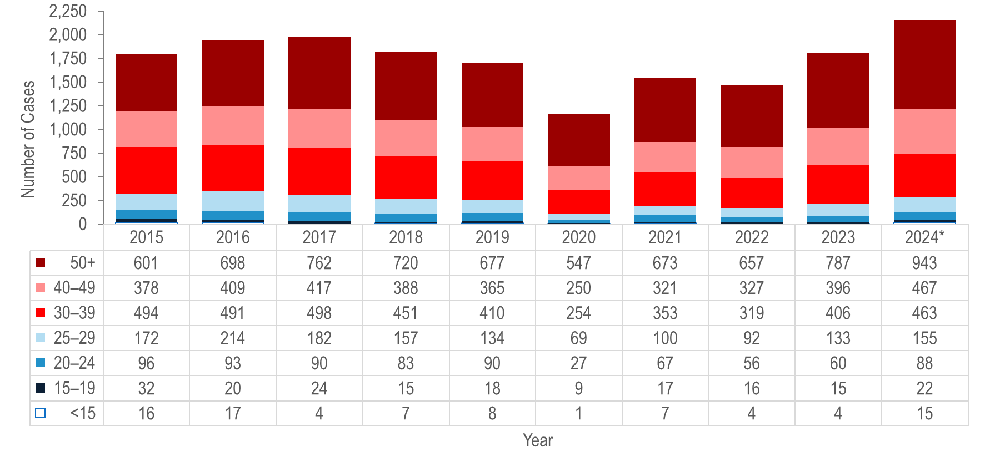 2,250
2,000
1,750
1,500
1,250
1,000
750
500
250
0
Number of Cases
2015 2016 2017 2018 2019 2020 2021 2022 2023 2024*
50+ 601 698 762 720 677 547 673 657 787 943
40–49 378 409 417 388 365 250 321 327 396 467
30–39 494 491 498 451 410 254 353 319 406 463
25–29 172 214 182 157 134 69 100 92 133 155
20–24 96 93 90 83 90 27 67 56 60 88
15–19 32 20 24 15 18 9 17 16 15 22
<15 16 17 4 7 8 1 7 4 4 15
Year